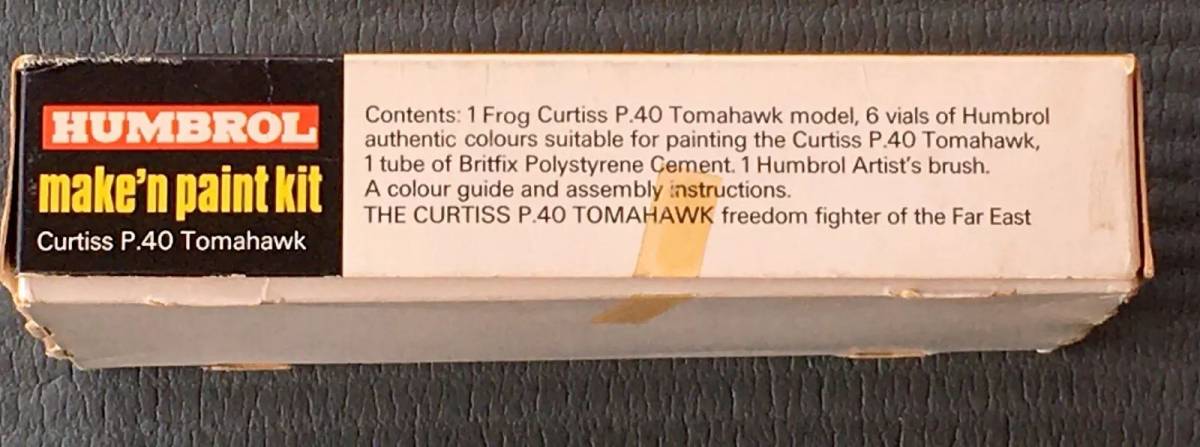 HUMBROL
make'n paint kit
Curtiss P.40 Tomahawk
Contents: 1 Frog Curtiss P.40 Tomahawk model, 6 vials of Humbrol
authentic colours suitable for painting the Curtiss P.40 Tomahawk,
1 tube of Britfix Polystyrene Cement. 1 Humbrol Artist's brush.
A colour guide and assembly instructions.
THE CURTISS P.40 TOMAHAWK freedom fighter of the Far East